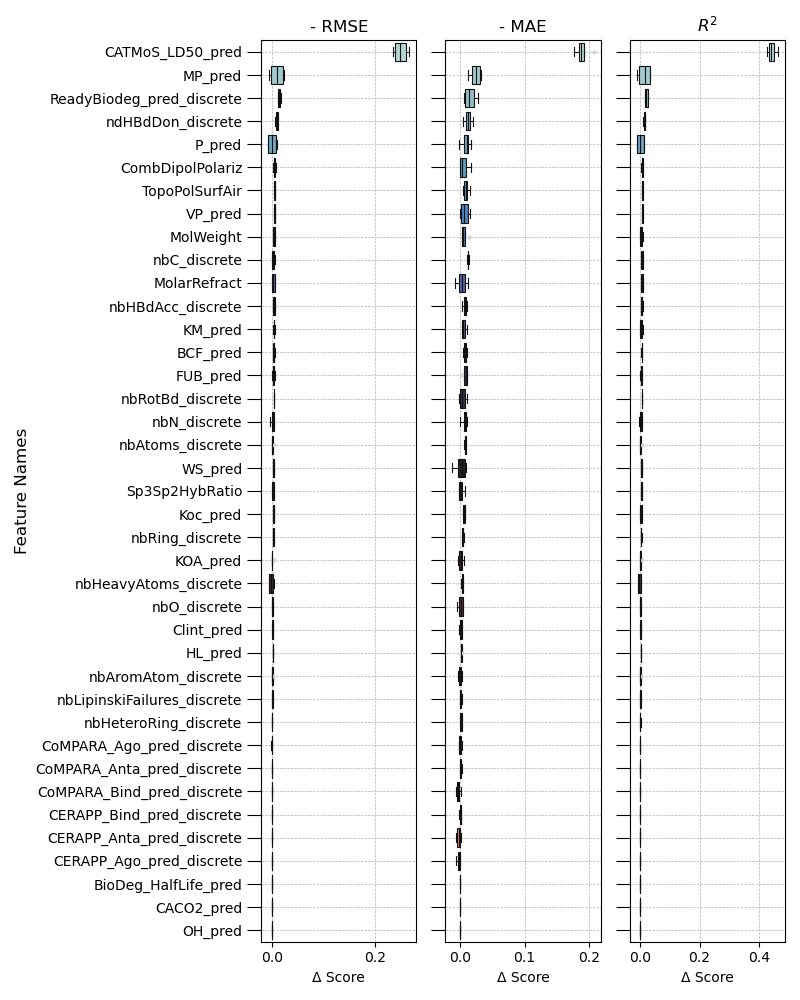 - RMSE
- MAE
R²
Feature Names
CATMoS_LD50_pred
MP_pred
ReadyBiodeg_pred_discrete
ndHBdDon_discrete
P_pred
CombDipolPolariz
TopoPolSurfAir
VP_pred
MolWeight
nbC_discrete
MolarRefract
nbHBdAcc_discrete
KM_pred
BCF_pred
FUB_pred
nbRotBd_discrete
nbN_discrete
nbAtoms_discrete
WS_pred
Sp3Sp2HybRatio
Koc_pred
nbRing_discrete
KOA_pred
nbHeavyAtoms_discrete
nbO_discrete
Clint_pred
HL_pred
nbAromAtom_discrete
nbLipinskiFailures_discrete
nbHeteroRing_discrete
CoMPARA_Ago_pred_discrete
CoMPARA_Anta_pred_discrete
CoMPARA_Bind_pred_discrete
CERAPP_Bind_pred_discrete
CERAPP_Anta_pred_discrete
CERAPP_Ago_pred_discrete
BioDeg_HalfLife_pred
CACO2_pred
OH_pred
0.0 0.2
0.0 0.1 0.2
0.0 0.2 0.4
Δ Score
Δ Score
Δ Score